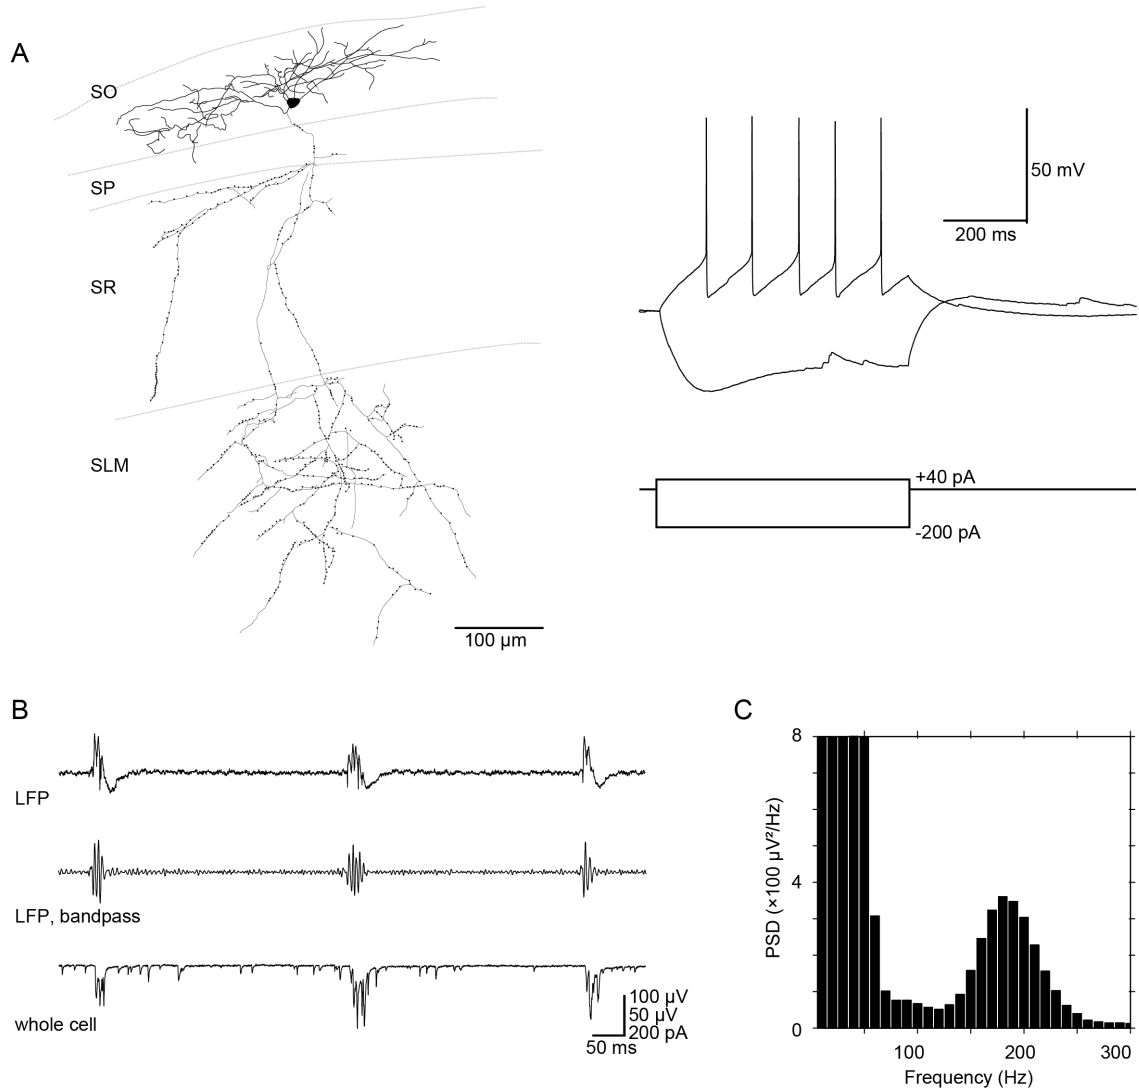 A
SO
SP
SR
SLM
100 µm
50 mV
200 ms
+40 pA
-200 pA
B
LFP
LFP, bandpass
whole cell
100 µV
50 µV
200 pA
50 ms
C
PSD (×100 µV²/Hz)
8
4
0
100
200
300
Frequency (Hz)